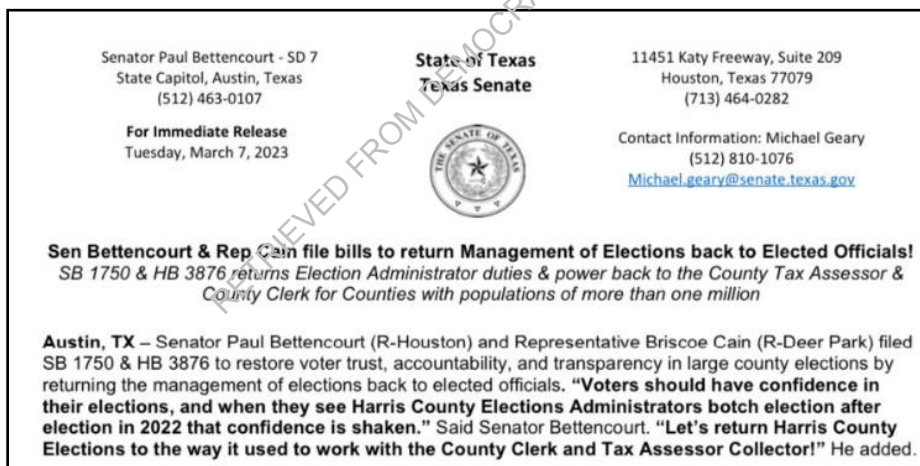 Senator Paul Bettencourt - SD 7
State Capitol, Austin, Texas
(512) 463-0107
For Immediate Release
Tuesday, March 7, 2023
State of Texas
Texas Senate
THE SENATE OF TEXAS
11451 Katy Freeway, Suite 209
Houston, Texas 77079
(713) 464-0282
Contact Information: Michael Geary
(512) 810-1076
Michael.geary@senate.texas.gov
RETRIEVED FROM DEMOCRA
Sen Bettencourt & Rep Cain file bills to return Management of Elections back to Elected Officials!
SB 1750 & HB 3876 returns Election Administrator duties & power back to the County Tax Assessor &
County Clerk for Counties with populations of more than one million
Austin, TX – Senator Paul Bettencourt (R-Houston) and Representative Briscoe Cain (R-Deer Park) filed
SB 1750 & HB 3876 to restore voter trust, accountability, and transparency in large county elections by
returning the management of elections back to elected officials. “Voters should have confidence in
their elections, and when they see Harris County Elections Administrators botch election after
election in 2022 that confidence is shaken.” Said Senator Bettencourt. “Let’s return Harris County
Elections to the way it used to work with the County Clerk and Tax Assessor Collector!” He added.